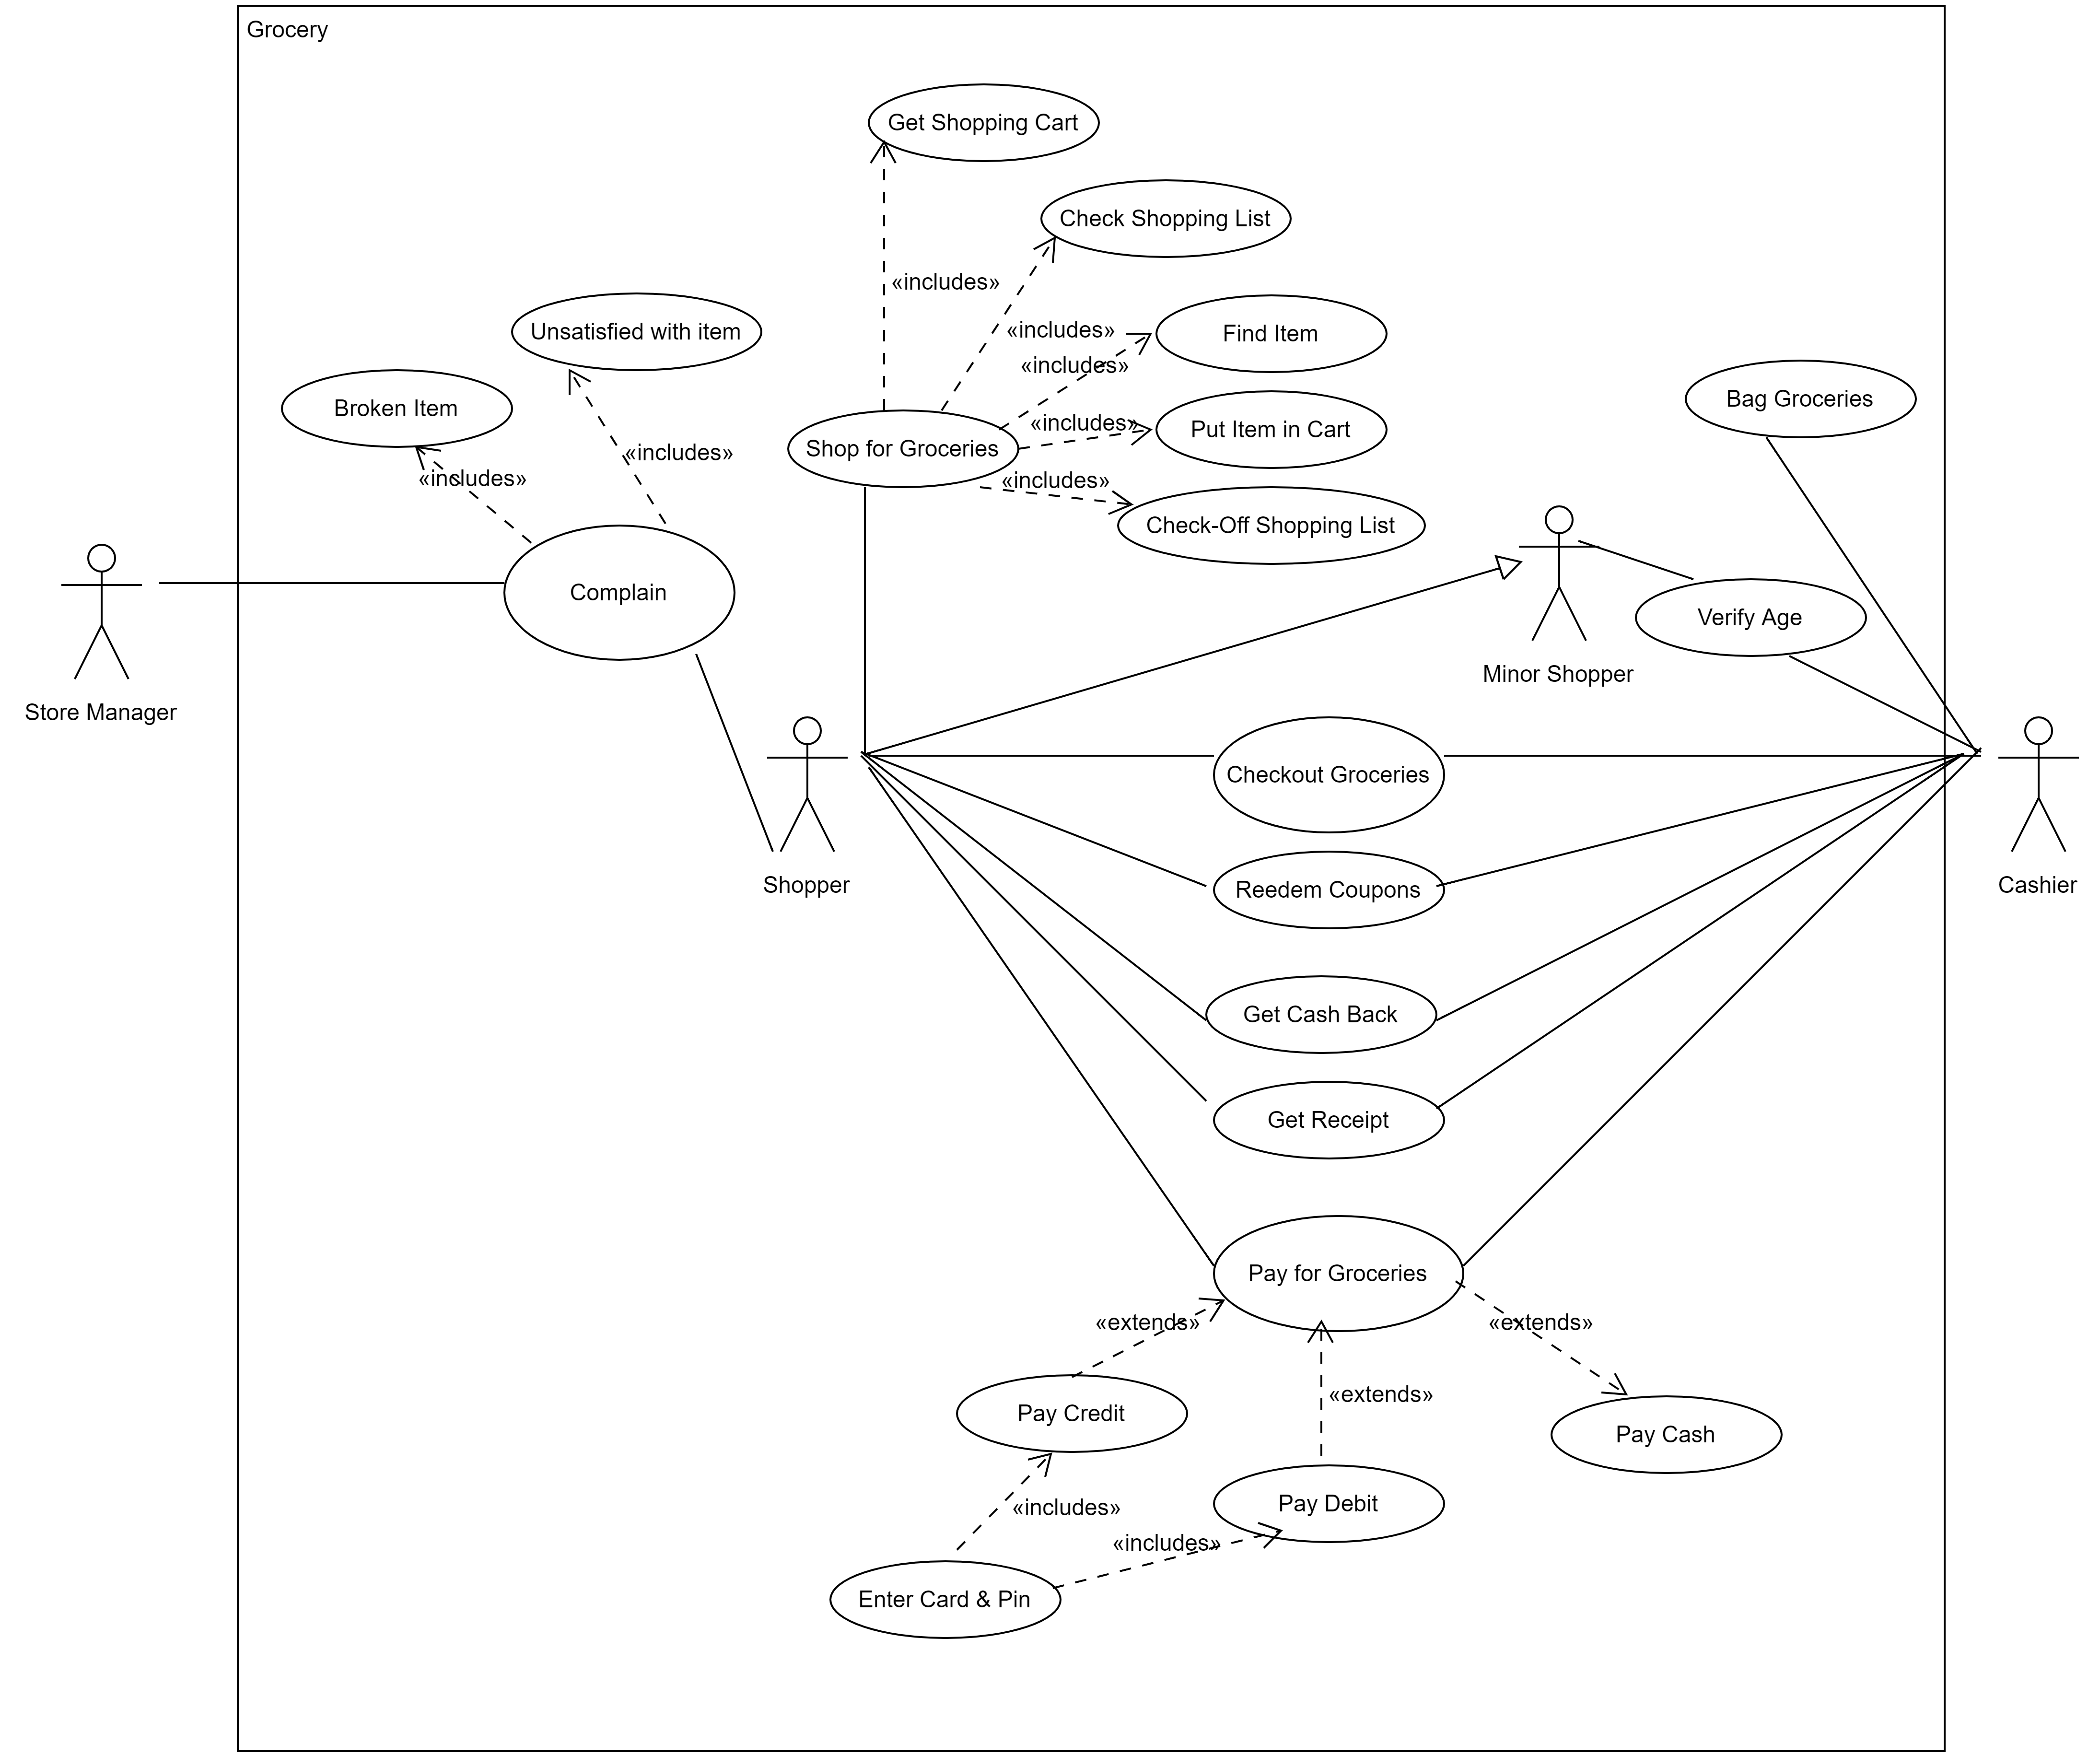 Grocery
Get Shopping Cart
Check Shopping List
«includes»
Unsatisfied with item
«includes»
Find Item
«includes»
Broken Item
Bag Groceries
«includes»
Put Item in Cart
Shop for Groceries
«includes»
«includes»
«includes»
Check-Off Shopping List
Complain
Verify Age
Minor Shopper
Store Manager
Checkout Groceries
Shopper
Reedem Coupons
Cashier
Get Cash Back
Get Receipt
Pay for Groceries
«extends»
«extends»
«extends»
Pay Credit
Pay Cash
Pay Debit
«includes»
«includes»
Enter Card & Pin